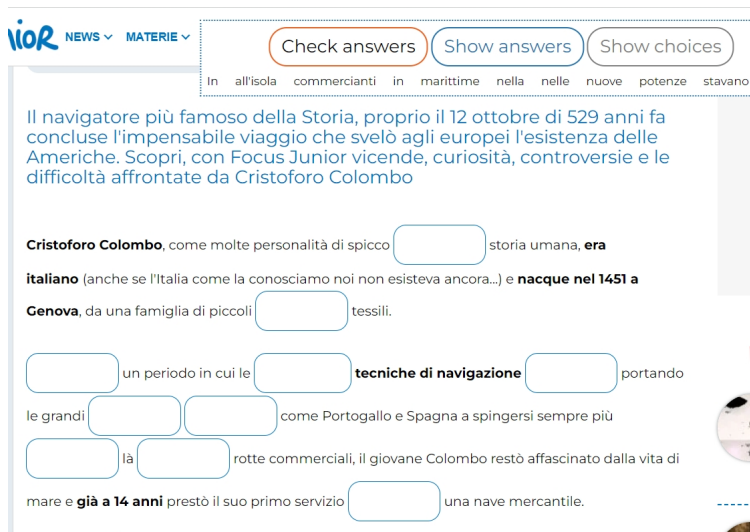 NEWS MATERIE
Check answers Show answers Show choices
In all'isola commercianti in marittime nella nelle nuove potenze stavano
Il navigatore più famoso della Storia, proprio il 12 ottobre di 529 anni fa
concluse l'impensabile viaggio che svelò agli europei l'esistenza delle
Americhe. Scopri, con Focus Junior vicende, curiosità, controversie e le
difficoltà affrontate da Cristoforo Colombo
Cristoforo Colombo, come molte personalità di spicco storia umana, era
italiano (anche se l'Italia come la conosciamo noi non esisteva ancora...) e nacque nel 1451 a
Genova, da una famiglia di piccoli tessili.
un periodo in cui le tecniche di navigazione portando
le grandi come Portogallo e Spagna a spingersi sempre più
là rotte commerciali, il giovane Colombo restò affascinato dalla vita di
mare e già a 14 anni prestò il suo primo servizio una nave mercantile.